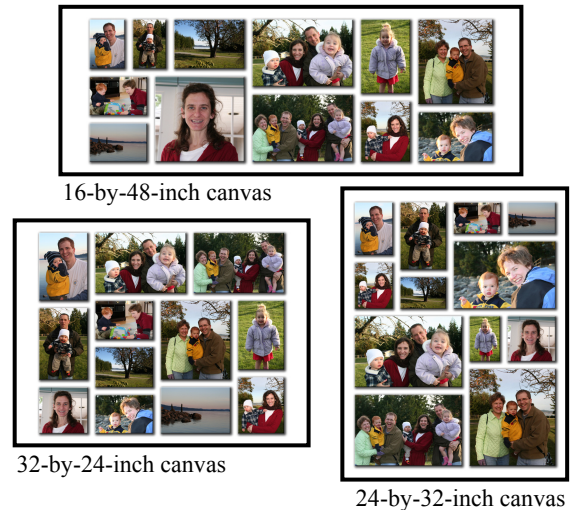 16-by-48-inch canvas
32-by-24-inch canvas
24-by-32-inch canvas